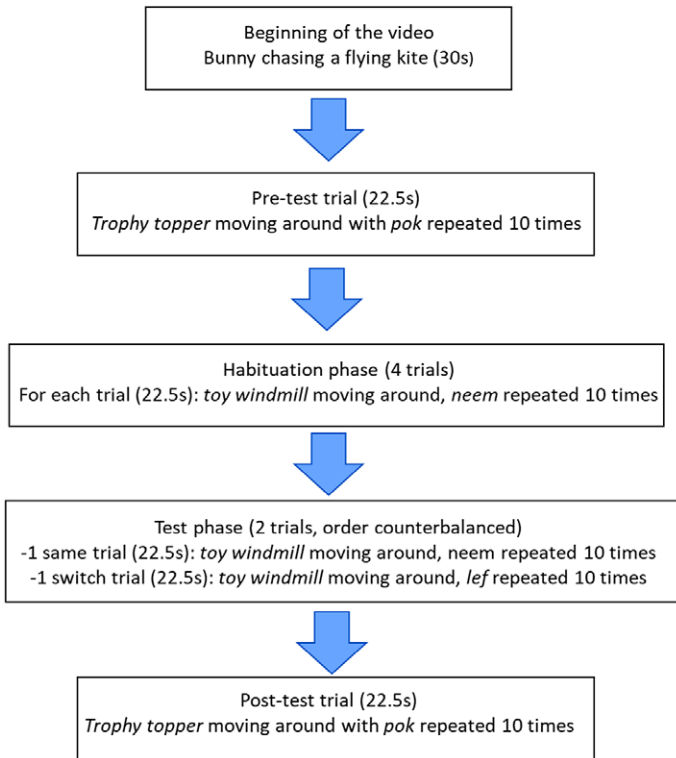 Beginning of the video
Bunny chasing a flying kite (30s)
Pre-test trial (22.5s)
Trophy topper moving around with pok repeated 10 times
Habituation phase (4 trials)
For each trial (22.5s): toy windmill moving around, neem repeated 10 times
Test phase (2 trials, order counterbalanced)
-1 same trial (22.5s): toy windmill moving around, neem repeated 10 times
-1 switch trial (22.5s): toy windmill moving around, lef repeated 10 times
Post-test trial (22.5s)
Trophy topper moving around with pok repeated 10 times